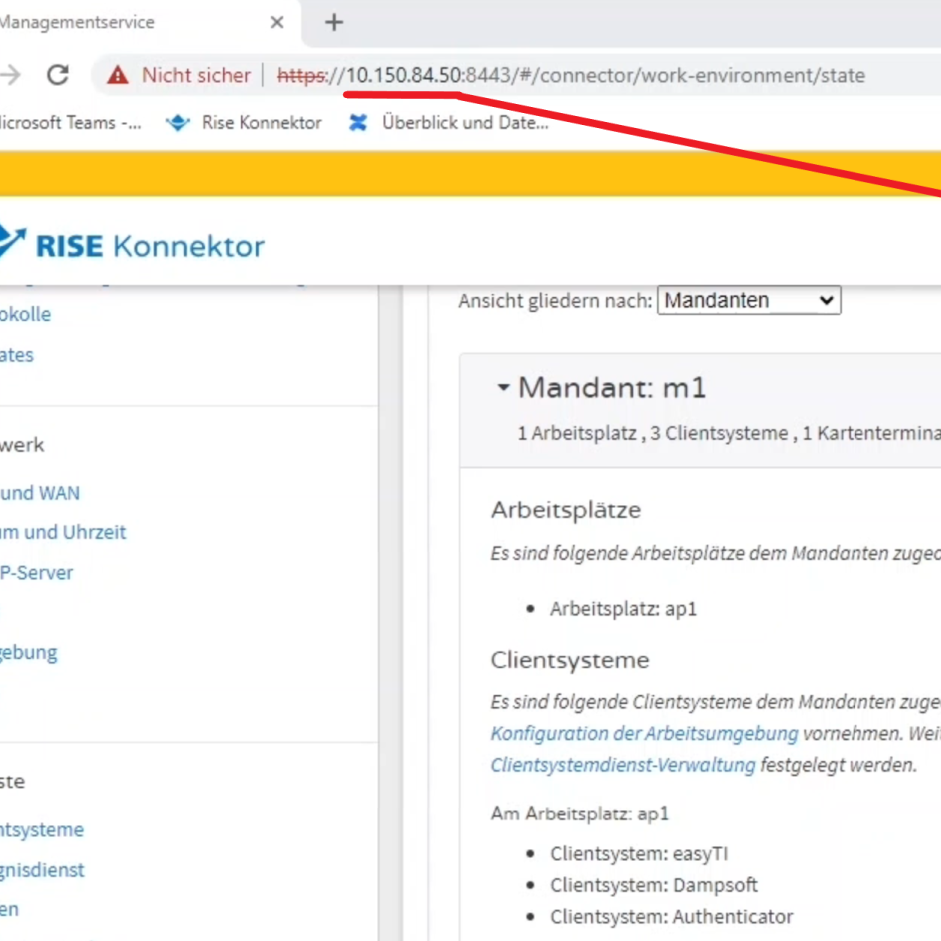 Managementservice
Nicht sicher | https://10.150.84.50:8443/#/connector/work-environment/state
Microsoft Teams -... Rise Konnektor Überblick und Date...
RISE Konnektor
Ansicht gliedern nach: Mandanten
okolle
ates
Mandant: m1
1 Arbeitsplatz , 3 Clientsysteme , 1 Kartentermina
werk
und WAN
um und Uhrzeit
P-Server
gebung
Arbeitsplätze
Es sind folgende Arbeitsplätze dem Mandanten zugeo
Arbeitsplatz: ap1
Clientsysteme
Es sind folgende Clientsysteme dem Mandanten zugeo
Konfiguration der Arbeitsumgebung vornehmen. Weit
Clientsystemdienst-Verwaltung festgelegt werden.
ste
ntsysteme
gnisdienst
en
Am Arbeitsplatz: ap1
Clientsystem: easyTI
Clientsystem: Dampsoft
Clientsystem: Authenticator